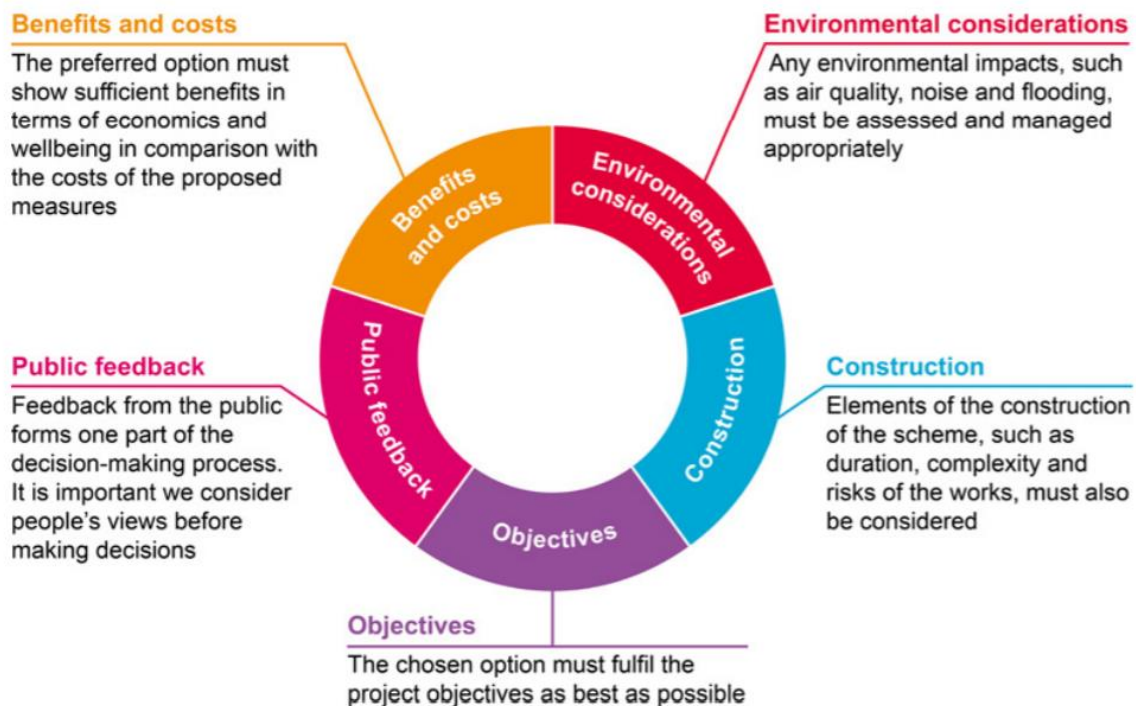 Benefits and costs
The preferred option must
show sufficient benefits in
terms of economics and
wellbeing in comparison with
the costs of the proposed
measures
Environmental considerations
Any environmental impacts, such
as air quality, noise and flooding,
must be assessed and managed
appropriately
Benefits
and costs
Environmental
considerations
Public feedback
Construction
Objectives
Public feedback
Feedback from the public
forms one part of the
decision-making process.
It is important we consider
people's views before
making decisions
Construction
Elements of the construction
of the scheme, such as
duration, complexity and
risks of the works, must also
be considered
Objectives
The chosen option must fulfil the
project objectives as best as possible